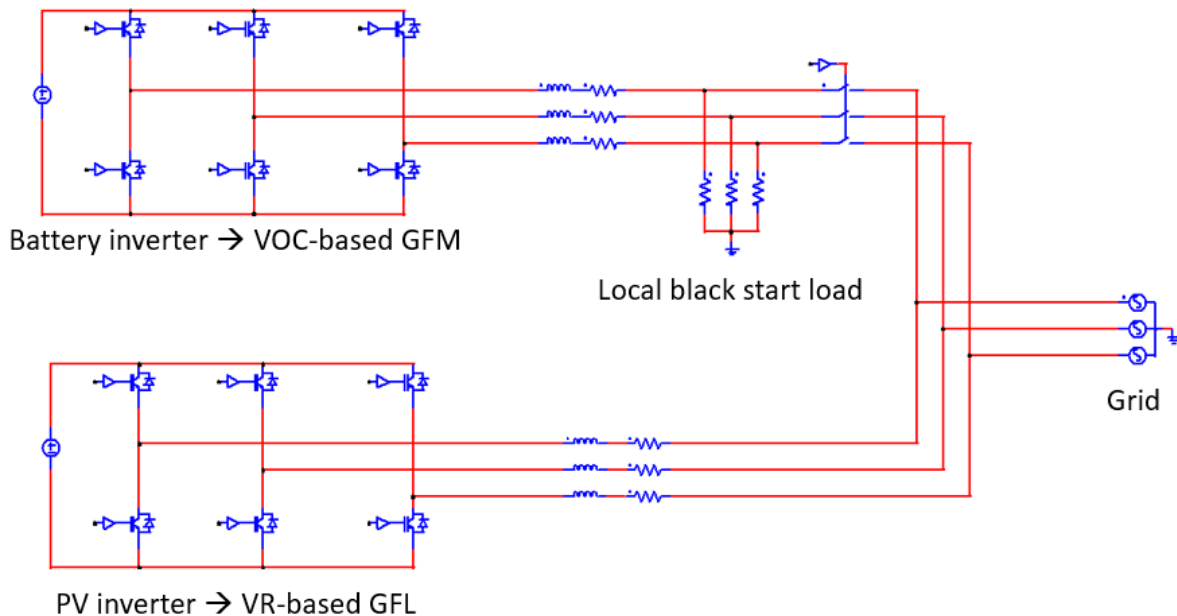 Battery inverter → VOC-based GFM
Local black start load
Grid
PV inverter → VR-based GFL